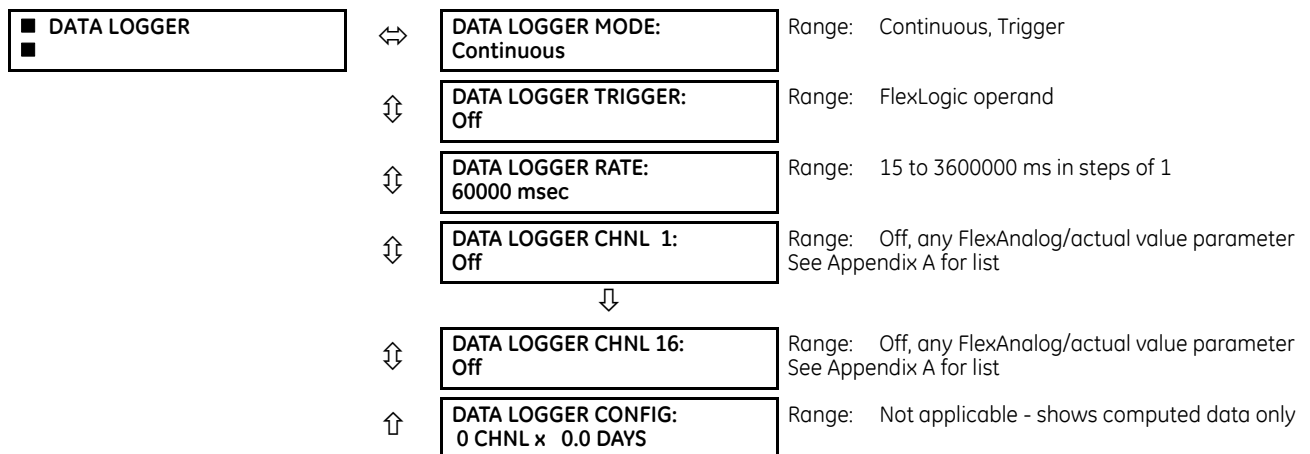 ■ DATA LOGGER
■
DATA LOGGER MODE:
Continuous
Range: Continuous, Trigger
DATA LOGGER TRIGGER:
Off
Range: FlexLogic operand
DATA LOGGER RATE:
60000 msec
Range: 15 to 3600000 ms in steps of 1
DATA LOGGER CHNL 1:
Off
Range: Off, any FlexAnalog/actual value parameter
See Appendix A for list
DATA LOGGER CHNL 16:
Off
Range: Off, any FlexAnalog/actual value parameter
See Appendix A for list
DATA LOGGER CONFIG:
0 CHNL x 0.0 DAYS
Range: Not applicable - shows computed data only